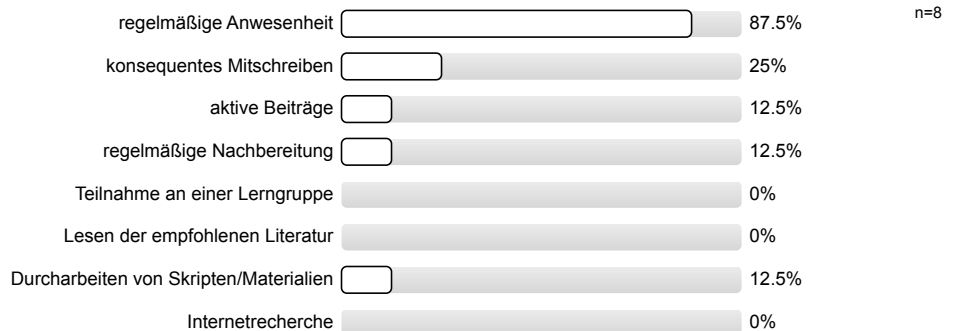 regelmäßige Anwesenheit 87.5% n=8
konsequentes Mitschreiben 25%
aktive Beiträge 12.5%
regelmäßige Nachbereitung 12.5%
Teilnahme an einer Lerngruppe 0%
Lesen der empfohlenen Literatur 0%
Durcharbeiten von Skripten/Materialien 12.5%
Internetrecherche 0%